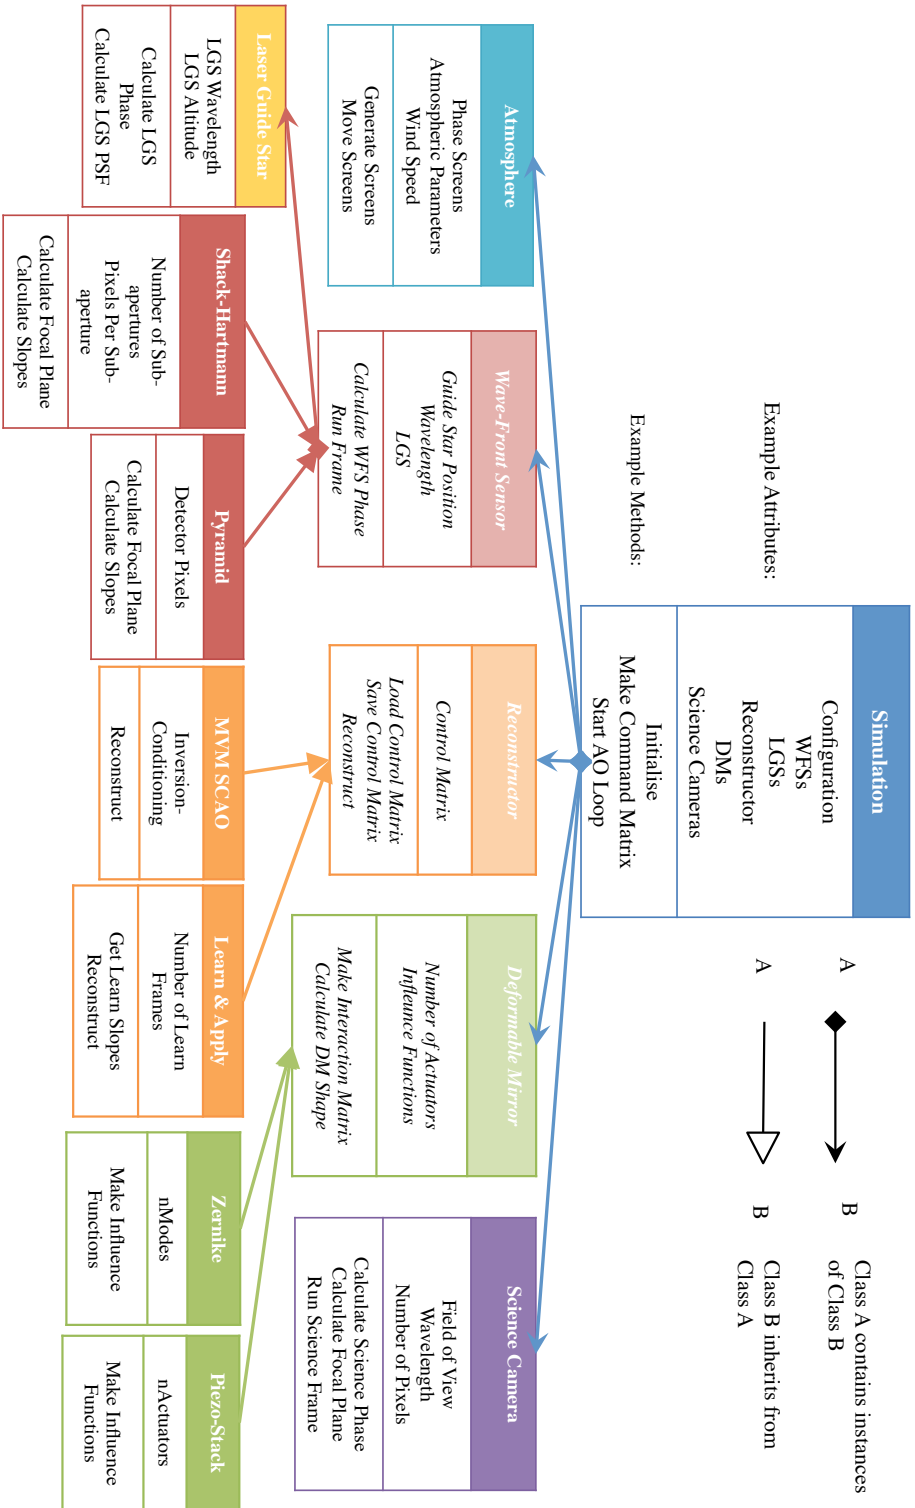 Simulation
Example Attributes:
Configuration
WFSs
LGSs
Reconstructor
DMs
Science Cameras
Example Methods:
Initialise
Make Command Matrix
Start AO Loop
A
B
Class A contains instances
of Class B
A
B
Class B inherits from
Class A
Atmosphere
Phase Screens
Atmospheric Parameters
Wind Speed
Generate Screens
Move Screens
Wave-Front Sensor
Guide Star Position
Wavelength
LGS
Calculate WFS Phase
Run Frame
Reconstructor
Control Matrix
Load Control Matrix
Save Control Matrix
Reconstruct
Deformable Mirror
Number of Actuators
Infleunce Functions
Make Interaction Matrix
Calculate DM Shape
Science Camera
Field of View
Wavelength
Number of Pixels
Calculate Science Phase
Calculate Focal Plane
Run Science Frame
Laser Guide Star
LGS Wavelength
LGS Altitude
Calculate LGS
Phase
Calculate LGS PSF
Shack-Hartmann
Number of Sub-
apertures
Pixels Per Sub-
aperture
Calculate Focal Plane
Calculate Slopes
Pyramid
Detector Pixels
Calculate Focal Plane
Calculate Slopes
MVM SCAO
Inversion-
Conditioning
Reconstruct
Learn & Apply
Number of Learn
Frames
Get Learn Slopes
Reconstruct
Zernike
nModes
Make Influence
Functions
Piezo-Stack
nActuators
Make Influence
Functions